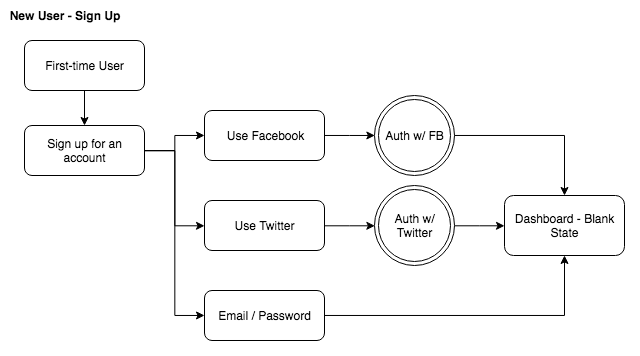 New User - Sign Up
First-time User
Sign up for an
account
Use Facebook
Auth w/ FB
Use Twitter
Auth w/
Twitter
Dashboard - Blank
State
Email / Password